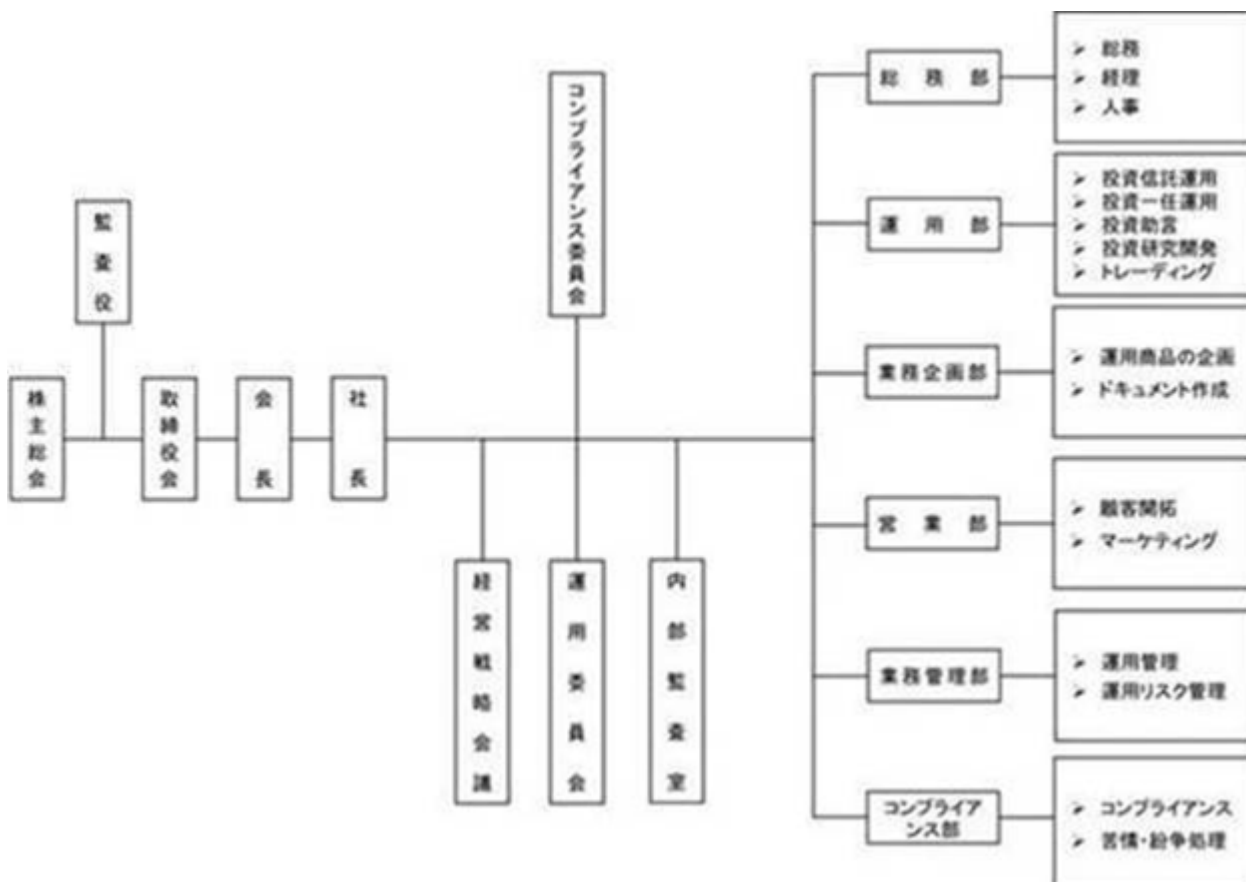 株主総会
監査役
取締役会
会長
社長
コンプライアンス委員会
経営戦略会議
運用委員会
内部監査室
総務部
➢ 総務
➢ 経理
➢ 人事
運用部
➢ 投資信託運用
➢ 投資一任運用
➢ 投資助言
➢ 投資研究開発
➢ トレーディング
業務企画部
➢ 運用商品の企画
➢ ドキュメント作成
営業部
➢ 顧客開拓
➢ マーケティング
業務管理部
➢ 運用管理
➢ 運用リスク管理
コンプライア
ンス部
➢ コンプライアンス
➢ 苦情・紛争処理